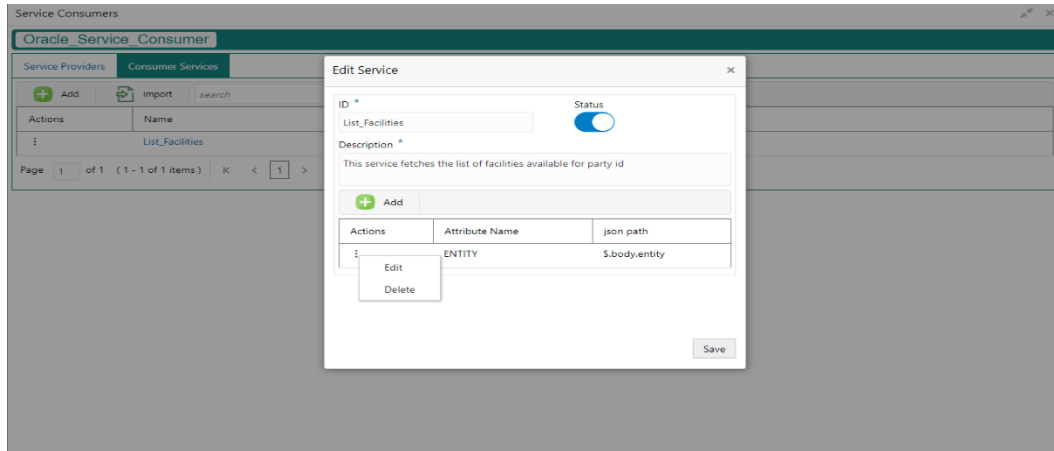 Service Consumers
Oracle_Service_Consumer
Service Providers Consumer Services
Add Import search
Actions Name
List_Facilities
Page 1 of 1 ( 1 - 1 of 1 items ) K < 1 >
Edit Service ×
ID * Status
List_Facilities
Description *
This service fetches the list of facilities available for party id
Add
Actions Attribute Name json path
ENTITY $.body.entity
Edit
Delete
Save